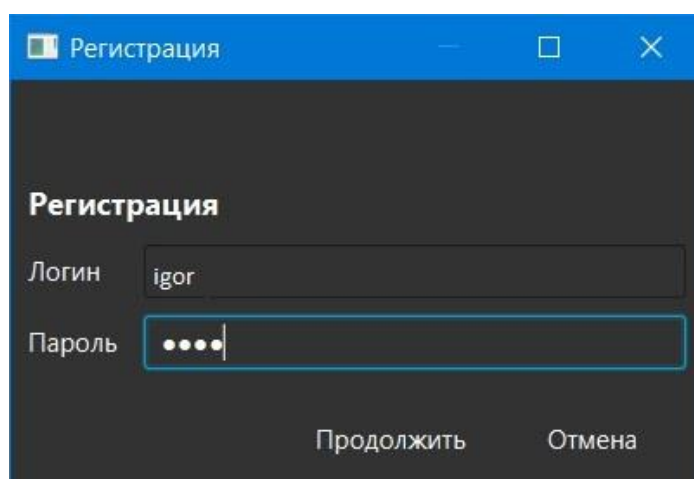 Регистрация
Регистрация
Логин igor
Пароль ••••
Продолжить Отмена